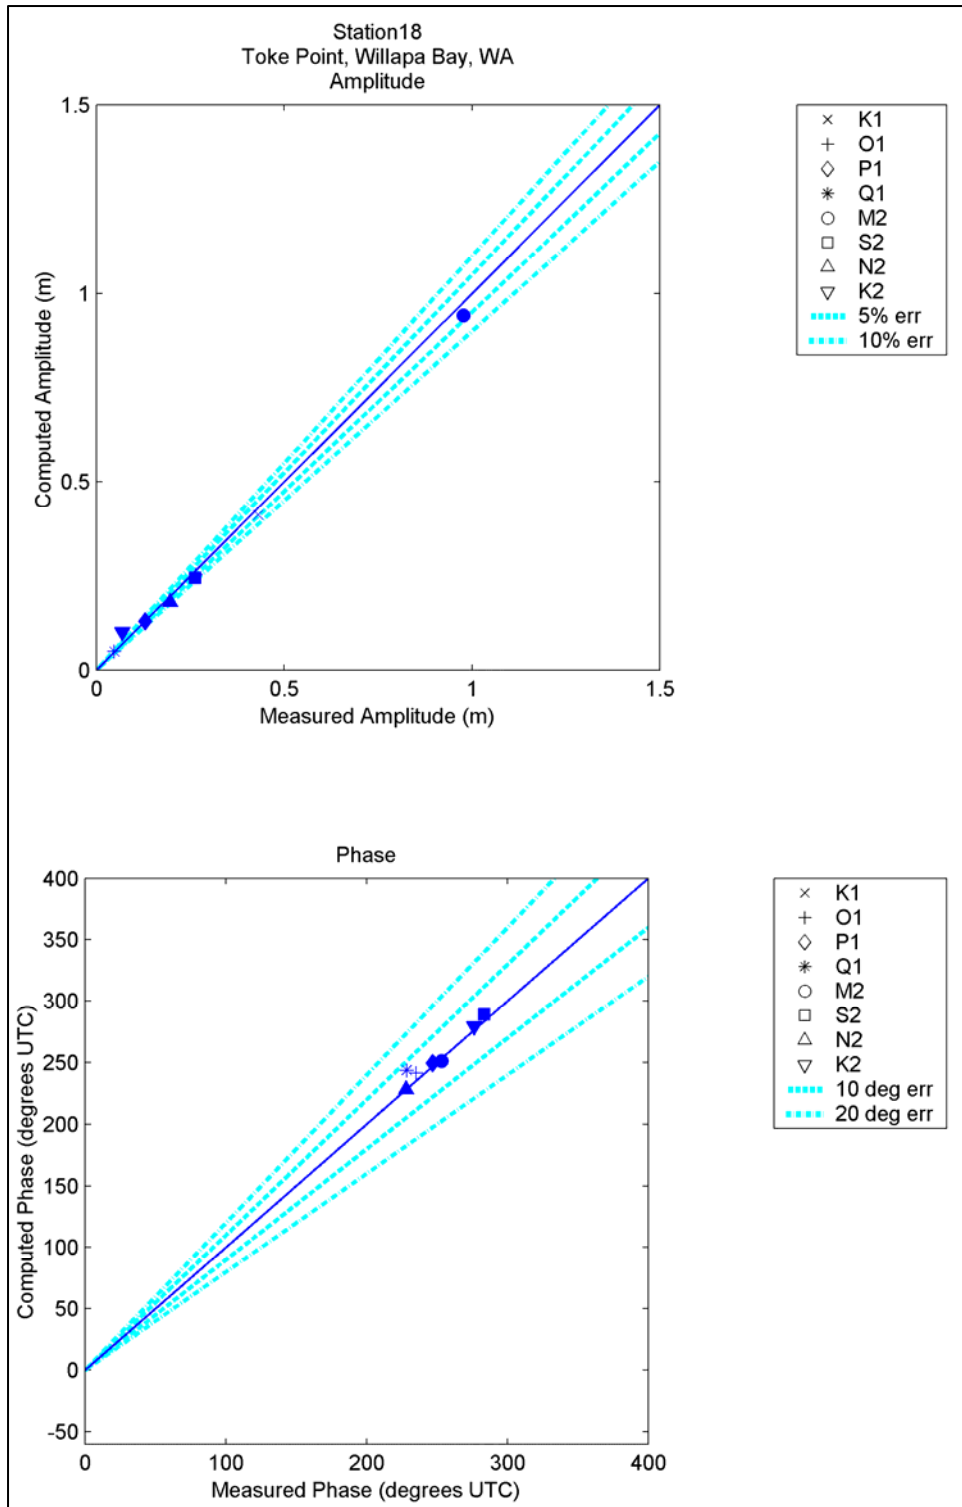 Station18
Toke Point, Willapa Bay, WA
Amplitude
1.5
1
0.5
0
0
0.5
1
1.5
Computed Amplitude (m)
Measured Amplitude (m)
K1
O1
P1
Q1
M2
S2
N2
K2
5% err
10% err
Phase
400
350
300
250
200
150
100
50
0
-50
0
100
200
300
400
Computed Phase (degrees UTC)
Measured Phase (degrees UTC)
K1
O1
P1
Q1
M2
S2
N2
K2
10 deg err
20 deg err